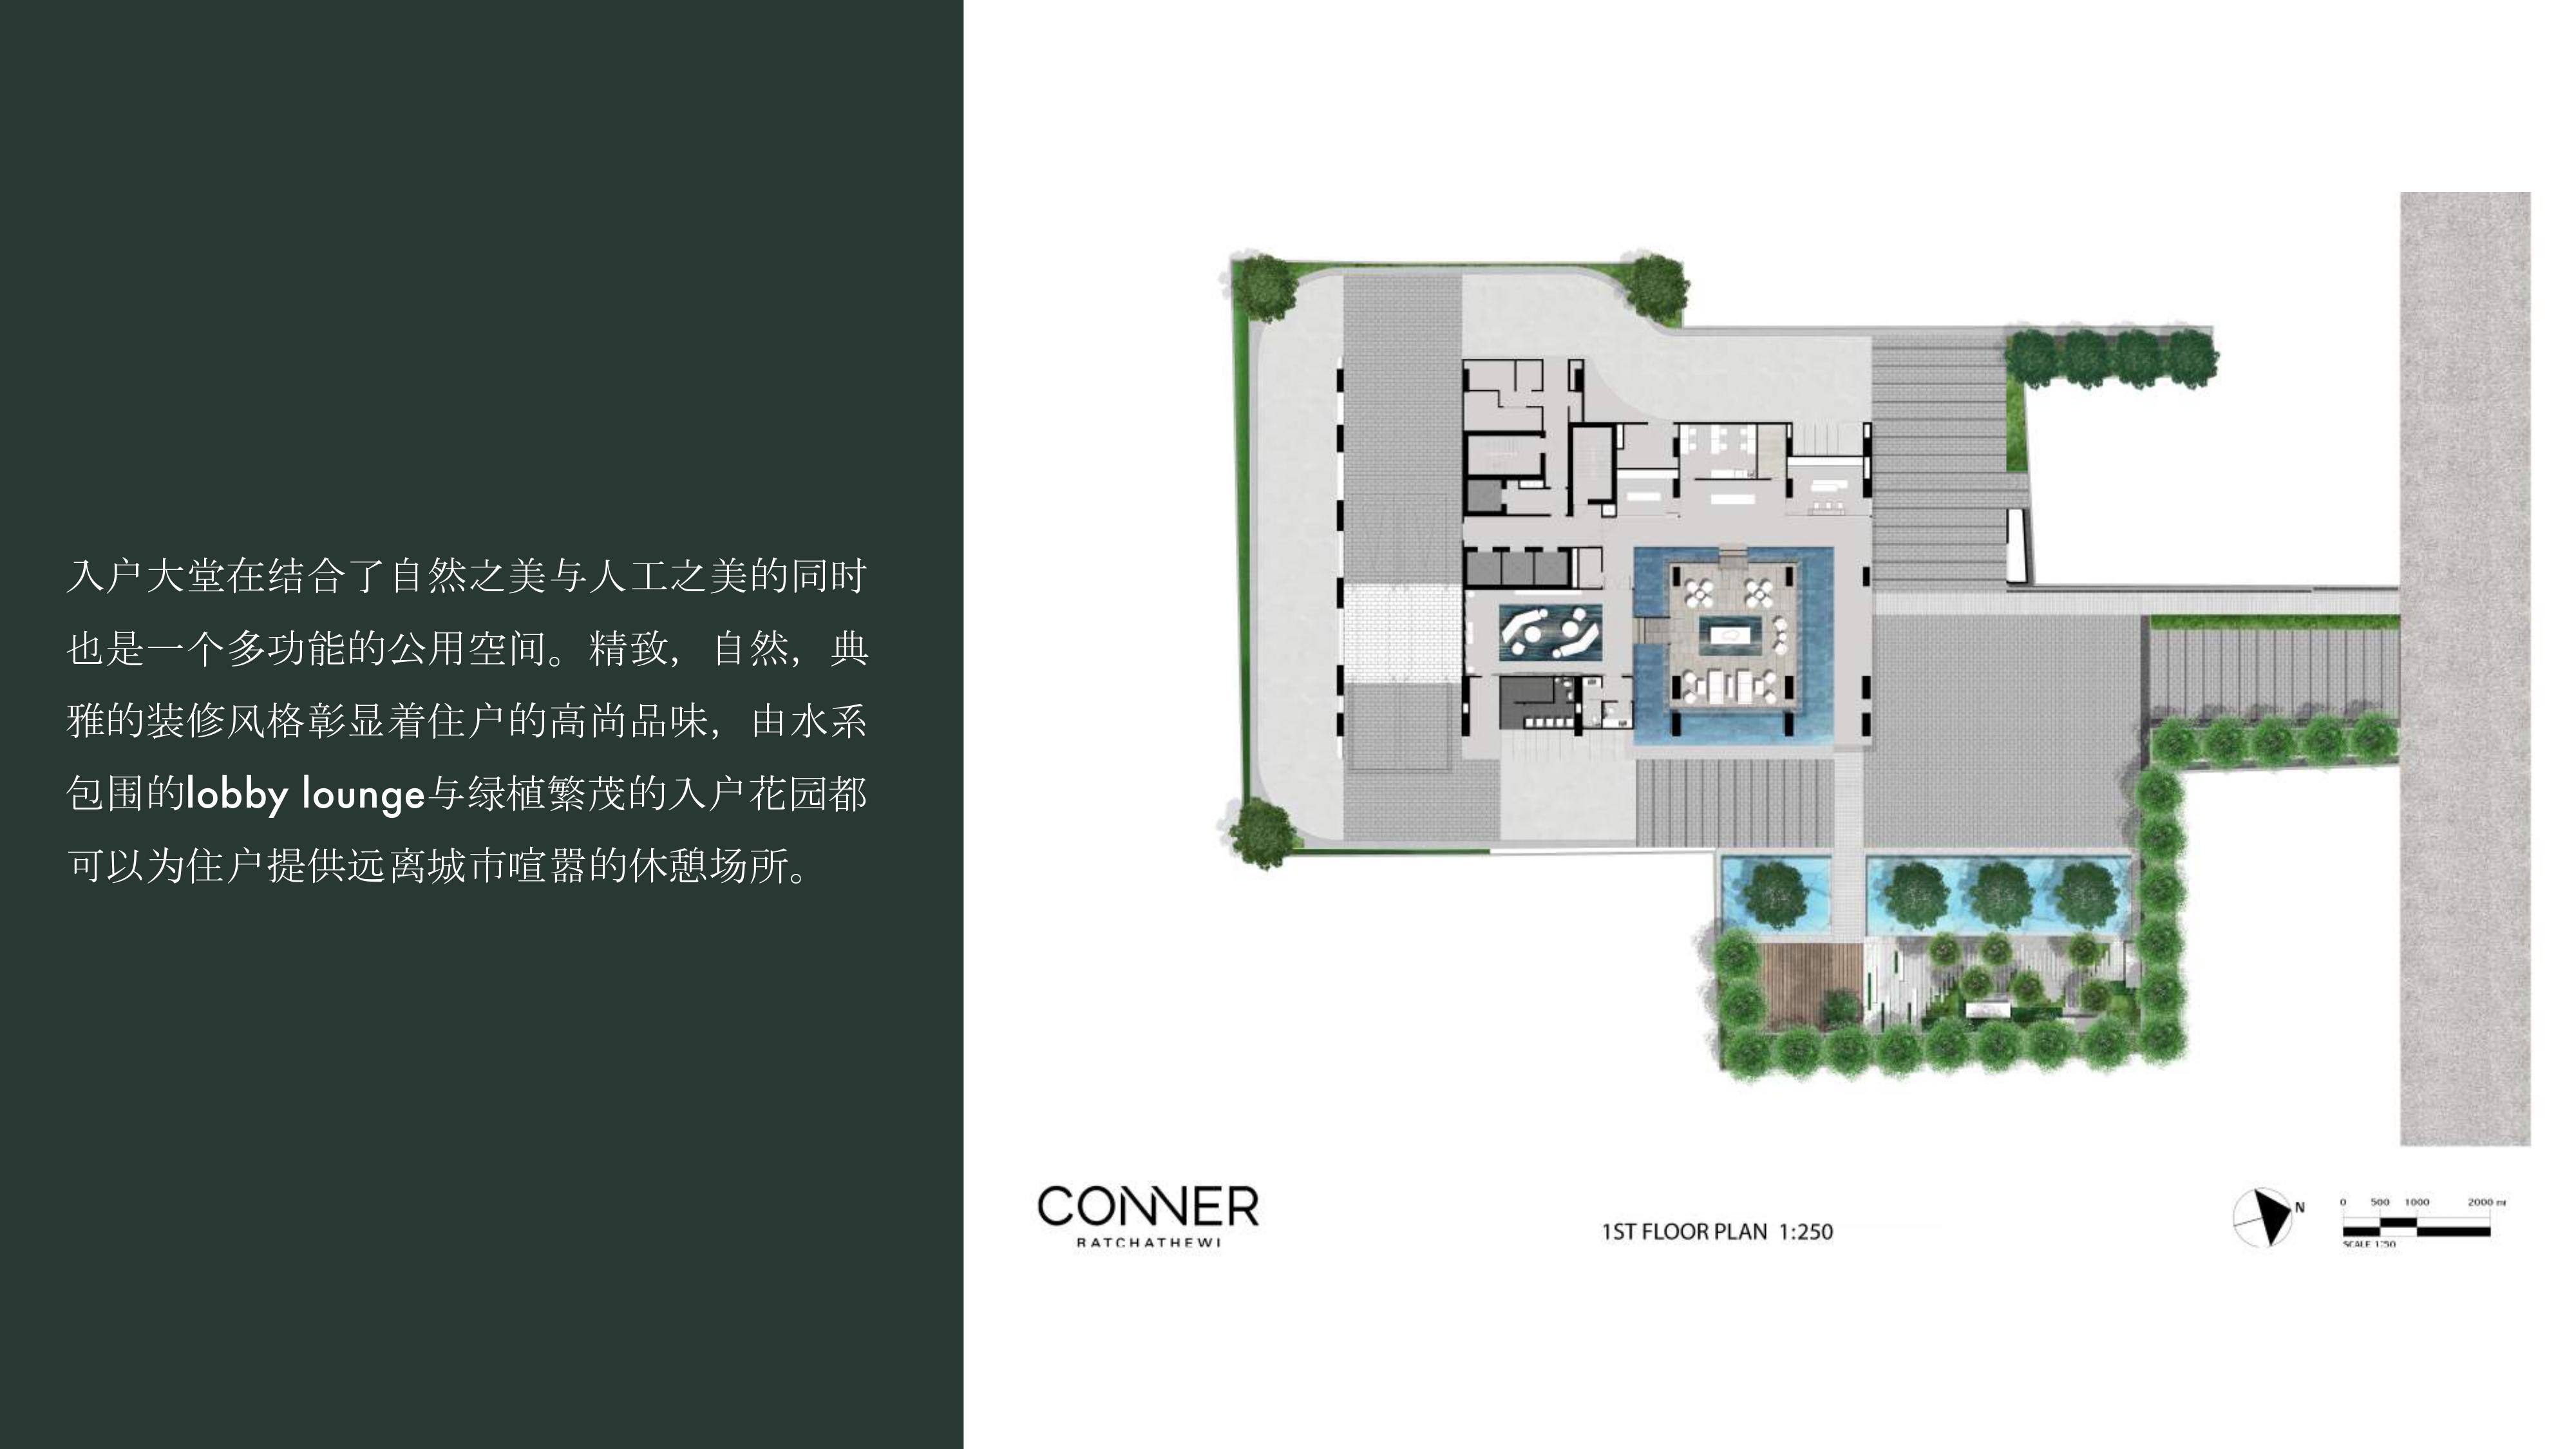 入户大堂在结合了自然之美与人工之美的同时
也是一个多功能的公用空间。精致，自然，典
雅的装修风格彰显着住户的高尚品味，由水系
包围的lobby lounge与绿植繁茂的入户花园都
可以为住户提供远离城市喧嚣的休憩场所。
CONNER
RATCHATHEWI
1ST FLOOR PLAN 1:250
N
0 500 1000 2000
SCALE